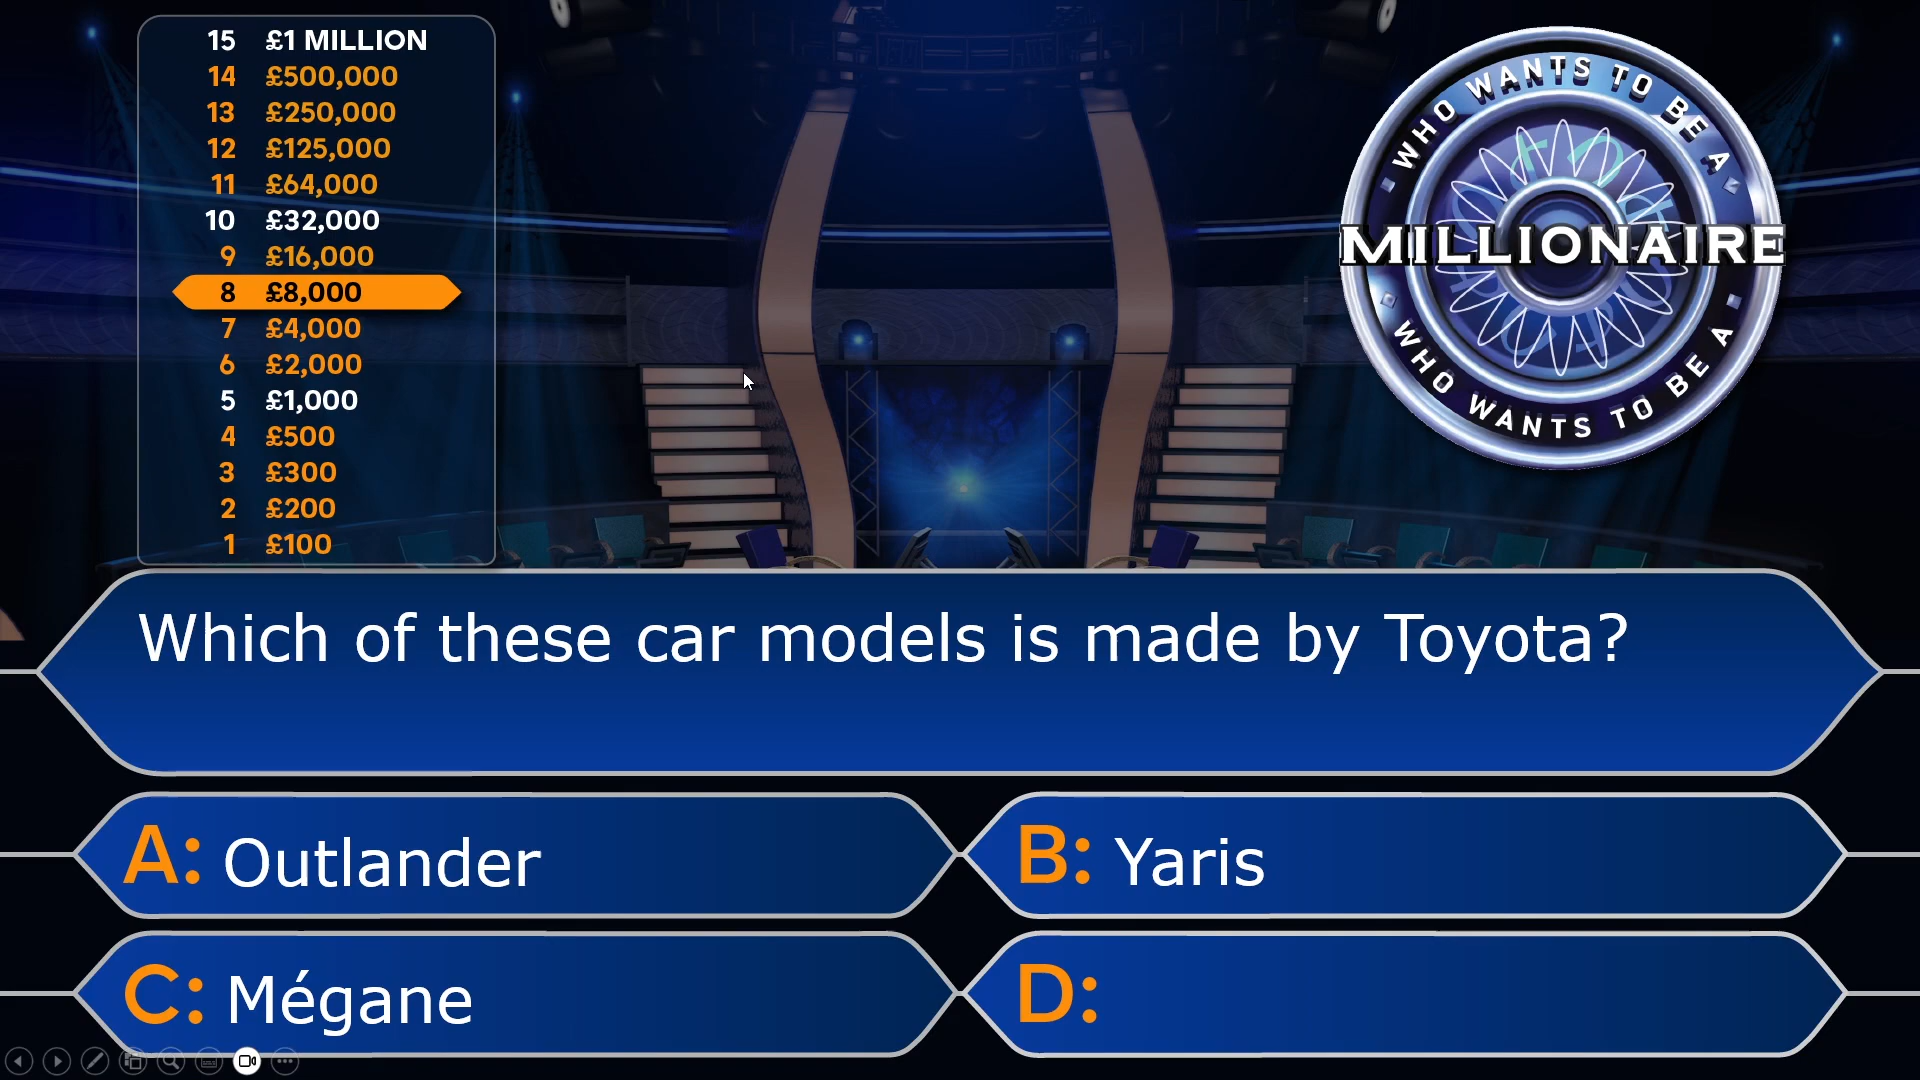 15 £1 MILLION
14 £500,000
13 £250,000
12 £125,000
11 £64,000
10 £32,000
9 £16,000
8 £8,000
7 £4,000
6 £2,000
5 £1,000
4 £500
3 £300
2 £200
1 £100
WHO WANTS TO BE A
MILLIONAIRE
WHO WANTS TO BE A
Which of these car models is made by Toyota?
A: Outlander
B: Yaris
C: Mégane
D: